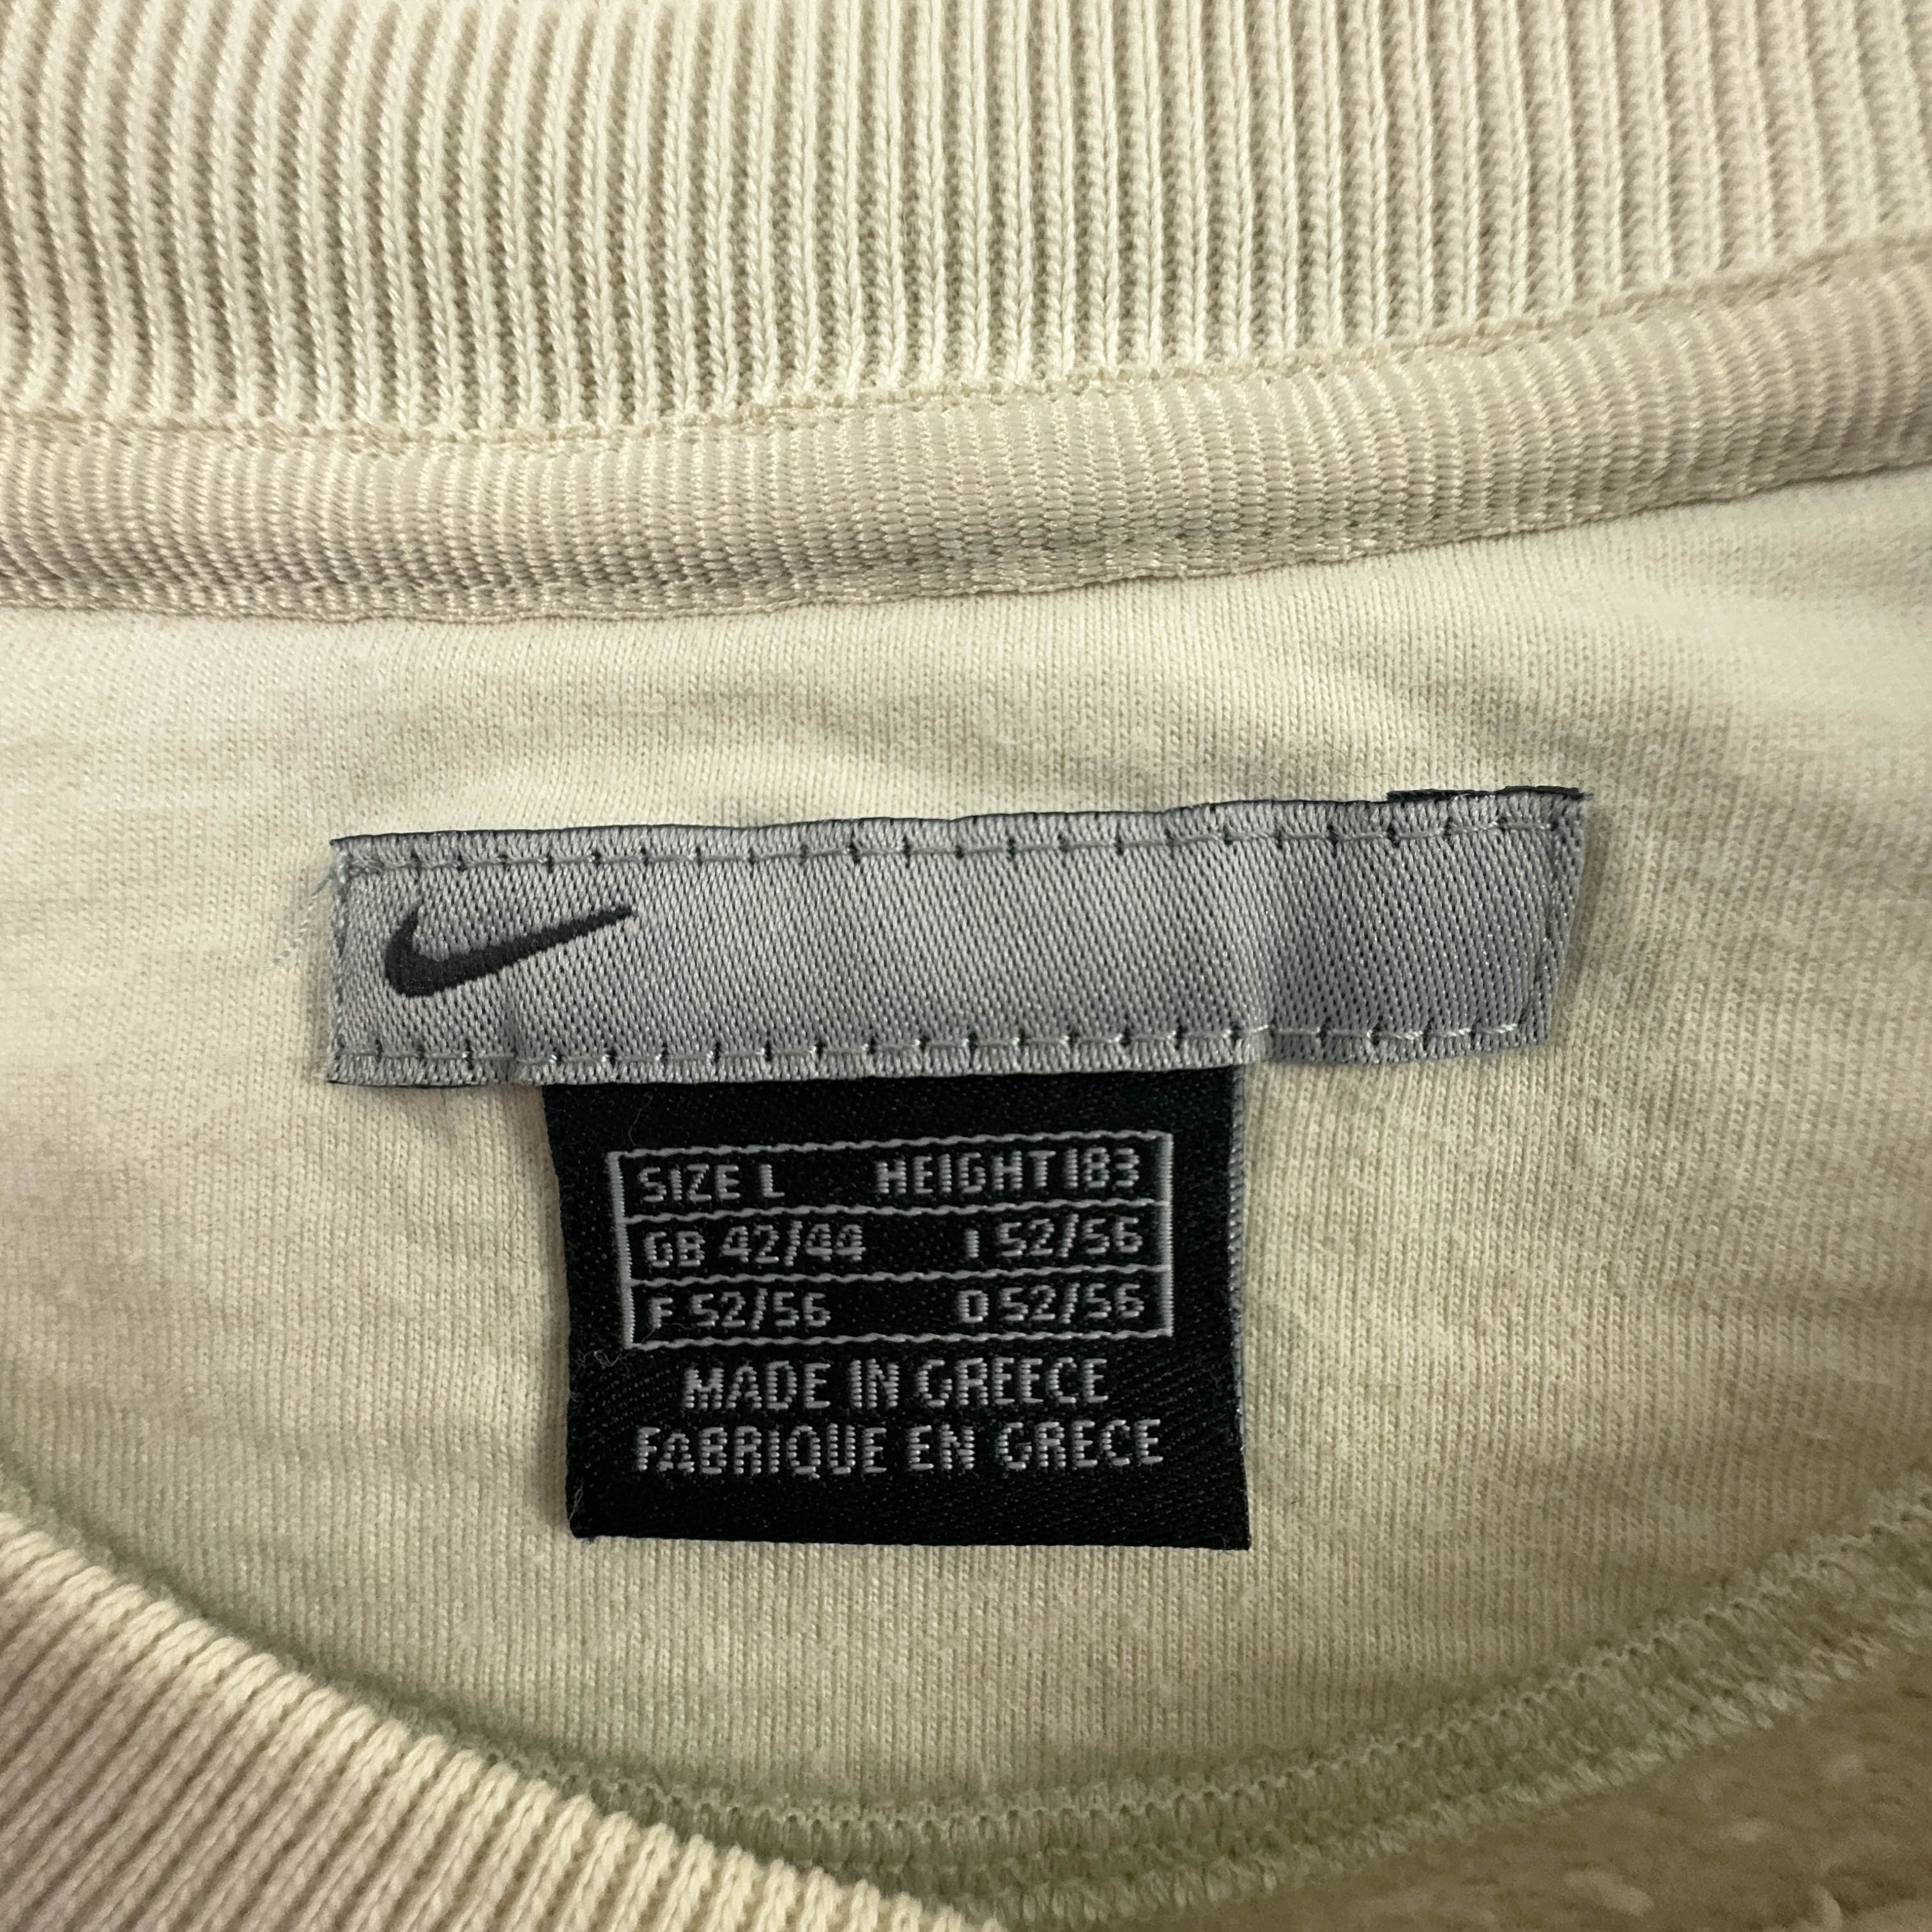 SIZE L HEIGHT 183
GB 42/44 I 52/56
F 52/56 D 52/56
MADE IN GREECE
FABRIQUE EN GRECE